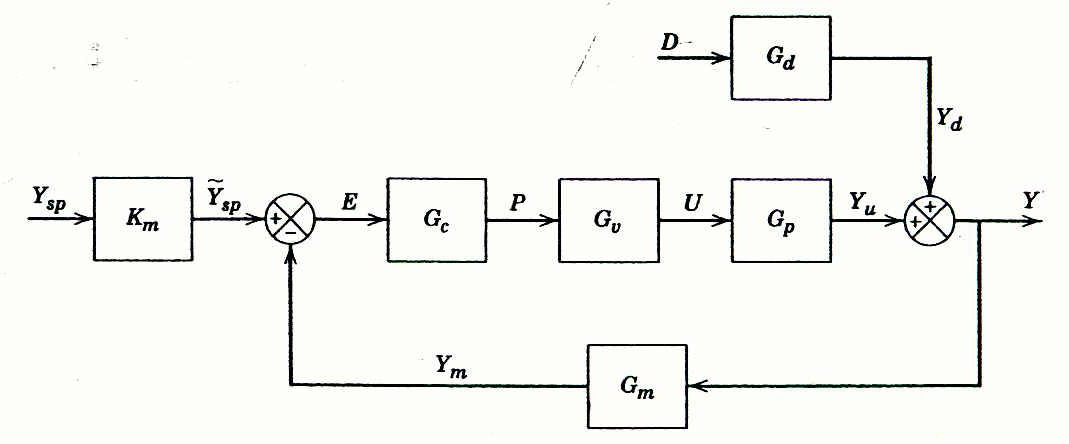 D
G_d
Y_d
Y_sp
K_m
Ỹ_sp
+
−
E
G_c
P
G_v
U
G_p
Y_u
+
+
Y
Y_m
G_m